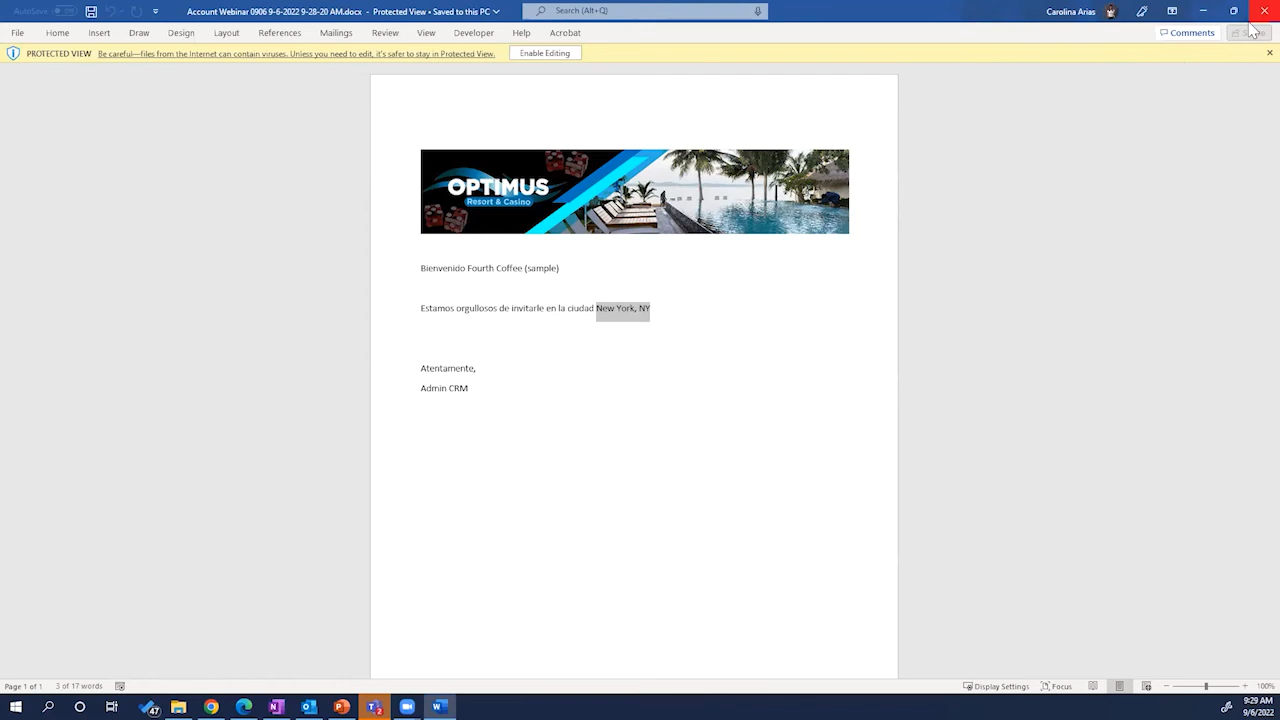 AutoSave Off Account Webinar 0906 9-6-2022 9-28-20 AM.docx - Protected View • Saved to this PC Search (Alt+Q) Carolina Arias
File Home Insert Draw Design Layout References Mailings Review View Developer Help Acrobat Comments
PROTECTED VIEW Be careful—files from the Internet can contain viruses. Unless you need to edit, it's safer to stay in Protected View. Enable Editing
OPTIMUS
Resort & Casino
Bienvenido Fourth Coffee (sample)
Estamos orgullosos de invitarle en la ciudad New York, NY
Atentamente,
Admin CRM
Page 1 of 1 3 of 17 words Display Settings Focus 100%
47 2 9:29 AM
9/6/2022